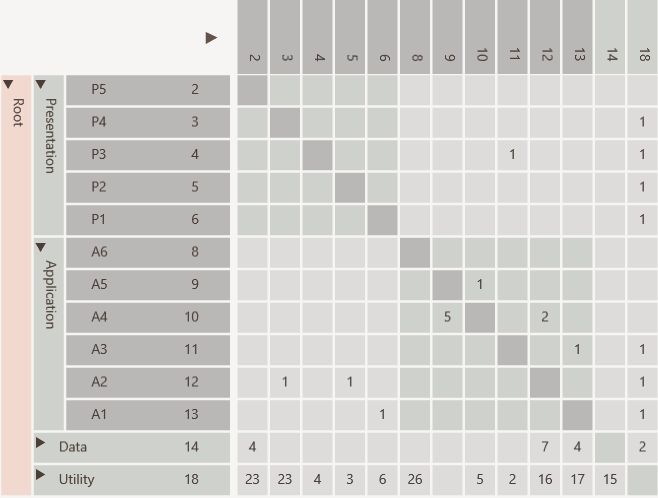 2 3 4 5 6 8 9 10 11 12 13 14 18
Root
Presentation
P5 2
P4 3 1
P3 4 1 1
P2 5 1
P1 6 1
Application
A6 8
A5 9 1
A4 10 5 2
A3 11 1 1
A2 12 1 1 1
A1 13 1 1
Data 14 4 7 4 2
Utility 18 23 23 4 3 6 26 5 2 16 17 15